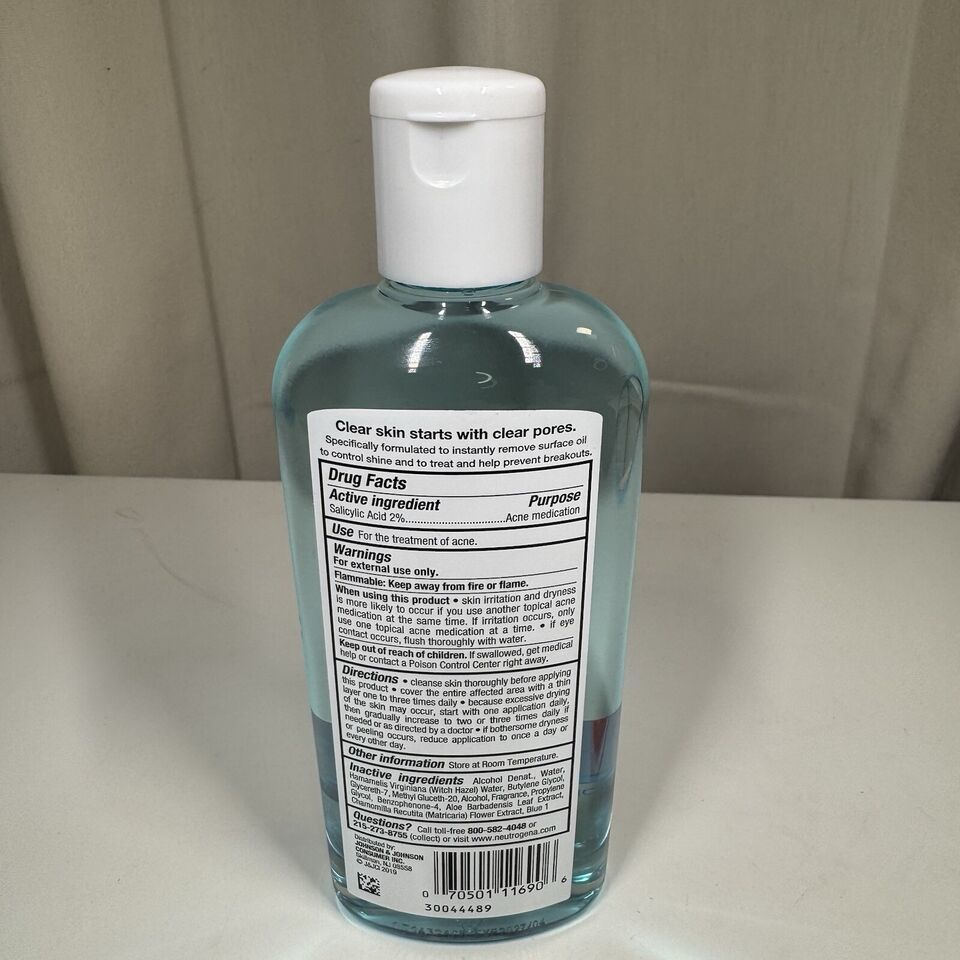 Clear skin starts with clear pores.
Specifically formulated to instantly remove surface oil
to control shine and to treat and help prevent breakouts.
Drug Facts
Active ingredient Purpose
Salicylic Acid 2%..............................Acne medication
Use For the treatment of acne.
Warnings
For external use only.
Flammable: Keep away from fire or flame.
When using this product • skin irritation and dryness
is more likely to occur if you use another topical acne
medication at the same time. If irritation occurs, only
use one topical acne medication at a time. • if eye
contact occurs, flush thoroughly with water.
Keep out of reach of children. If swallowed, get medical
help or contact a Poison Control Center right away.
Directions • cleanse skin thoroughly before applying
this product • cover the entire affected area with a thin
layer one to three times daily • because excessive drying
of the skin may occur, start with one application daily,
then gradually increase to two or three times daily if
needed or as directed by a doctor • if bothersome dryness
or peeling occurs, reduce application to once a day or
every other day.
Other information Store at Room Temperature.
Inactive ingredients Alcohol Denat., Water,
Hamamelis Virginiana (Witch Hazel) Water, Butylene Glycol,
Glycereth-7, Methyl Gluceth-20, Alcohol, Fragrance, Propylene
Glycol, Benzophenone-4, Aloe Barbadensis Leaf Extract,
Chamomilla Recutita (Matricaria) Flower Extract, Blue 1
Questions? Call toll-free 800-582-4048 or
215-273-8755 (collect) or visit www.neutrogena.com
Distributed by:
JOHNSON & JOHNSON
CONSUMER INC.
Skillman, NJ 08558
© J&JCI 2019
0 70501 11690 6
30044489